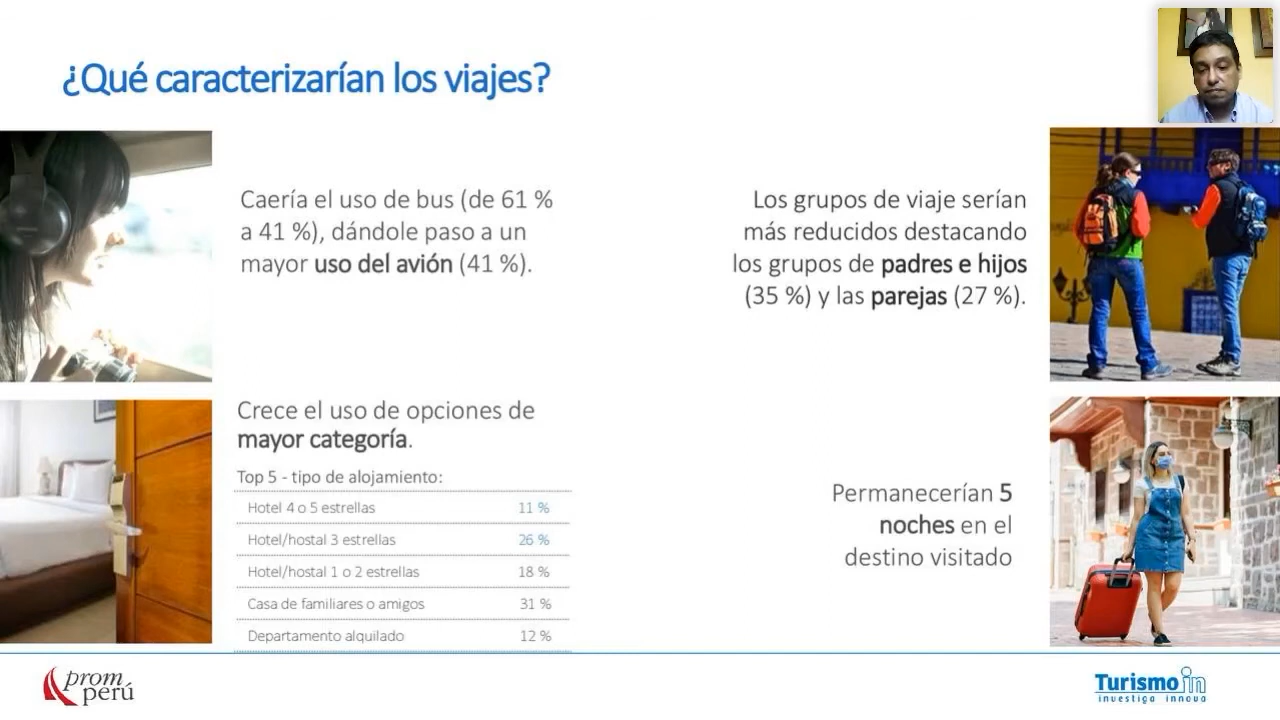 ¿Qué caracterizarían los viajes?
Caería el uso de bus (de 61 %
a 41 %), dándole paso a un
mayor uso del avión (41 %).
Los grupos de viaje serían
más reducidos destacando
los grupos de padres e hijos
(35 %) y las parejas (27 %).
Crece el uso de opciones de
mayor categoría.
Top 5 - tipo de alojamiento:
Hotel 4 o 5 estrellas 11 %
Hotel/hostal 3 estrellas 26 %
Hotel/hostal 1 o 2 estrellas 18 %
Casa de familiares o amigos 31 %
Departamento alquilado 12 %
Permanecerían 5
noches en el
destino visitado
prom
perú
Turismo in
investiga innova